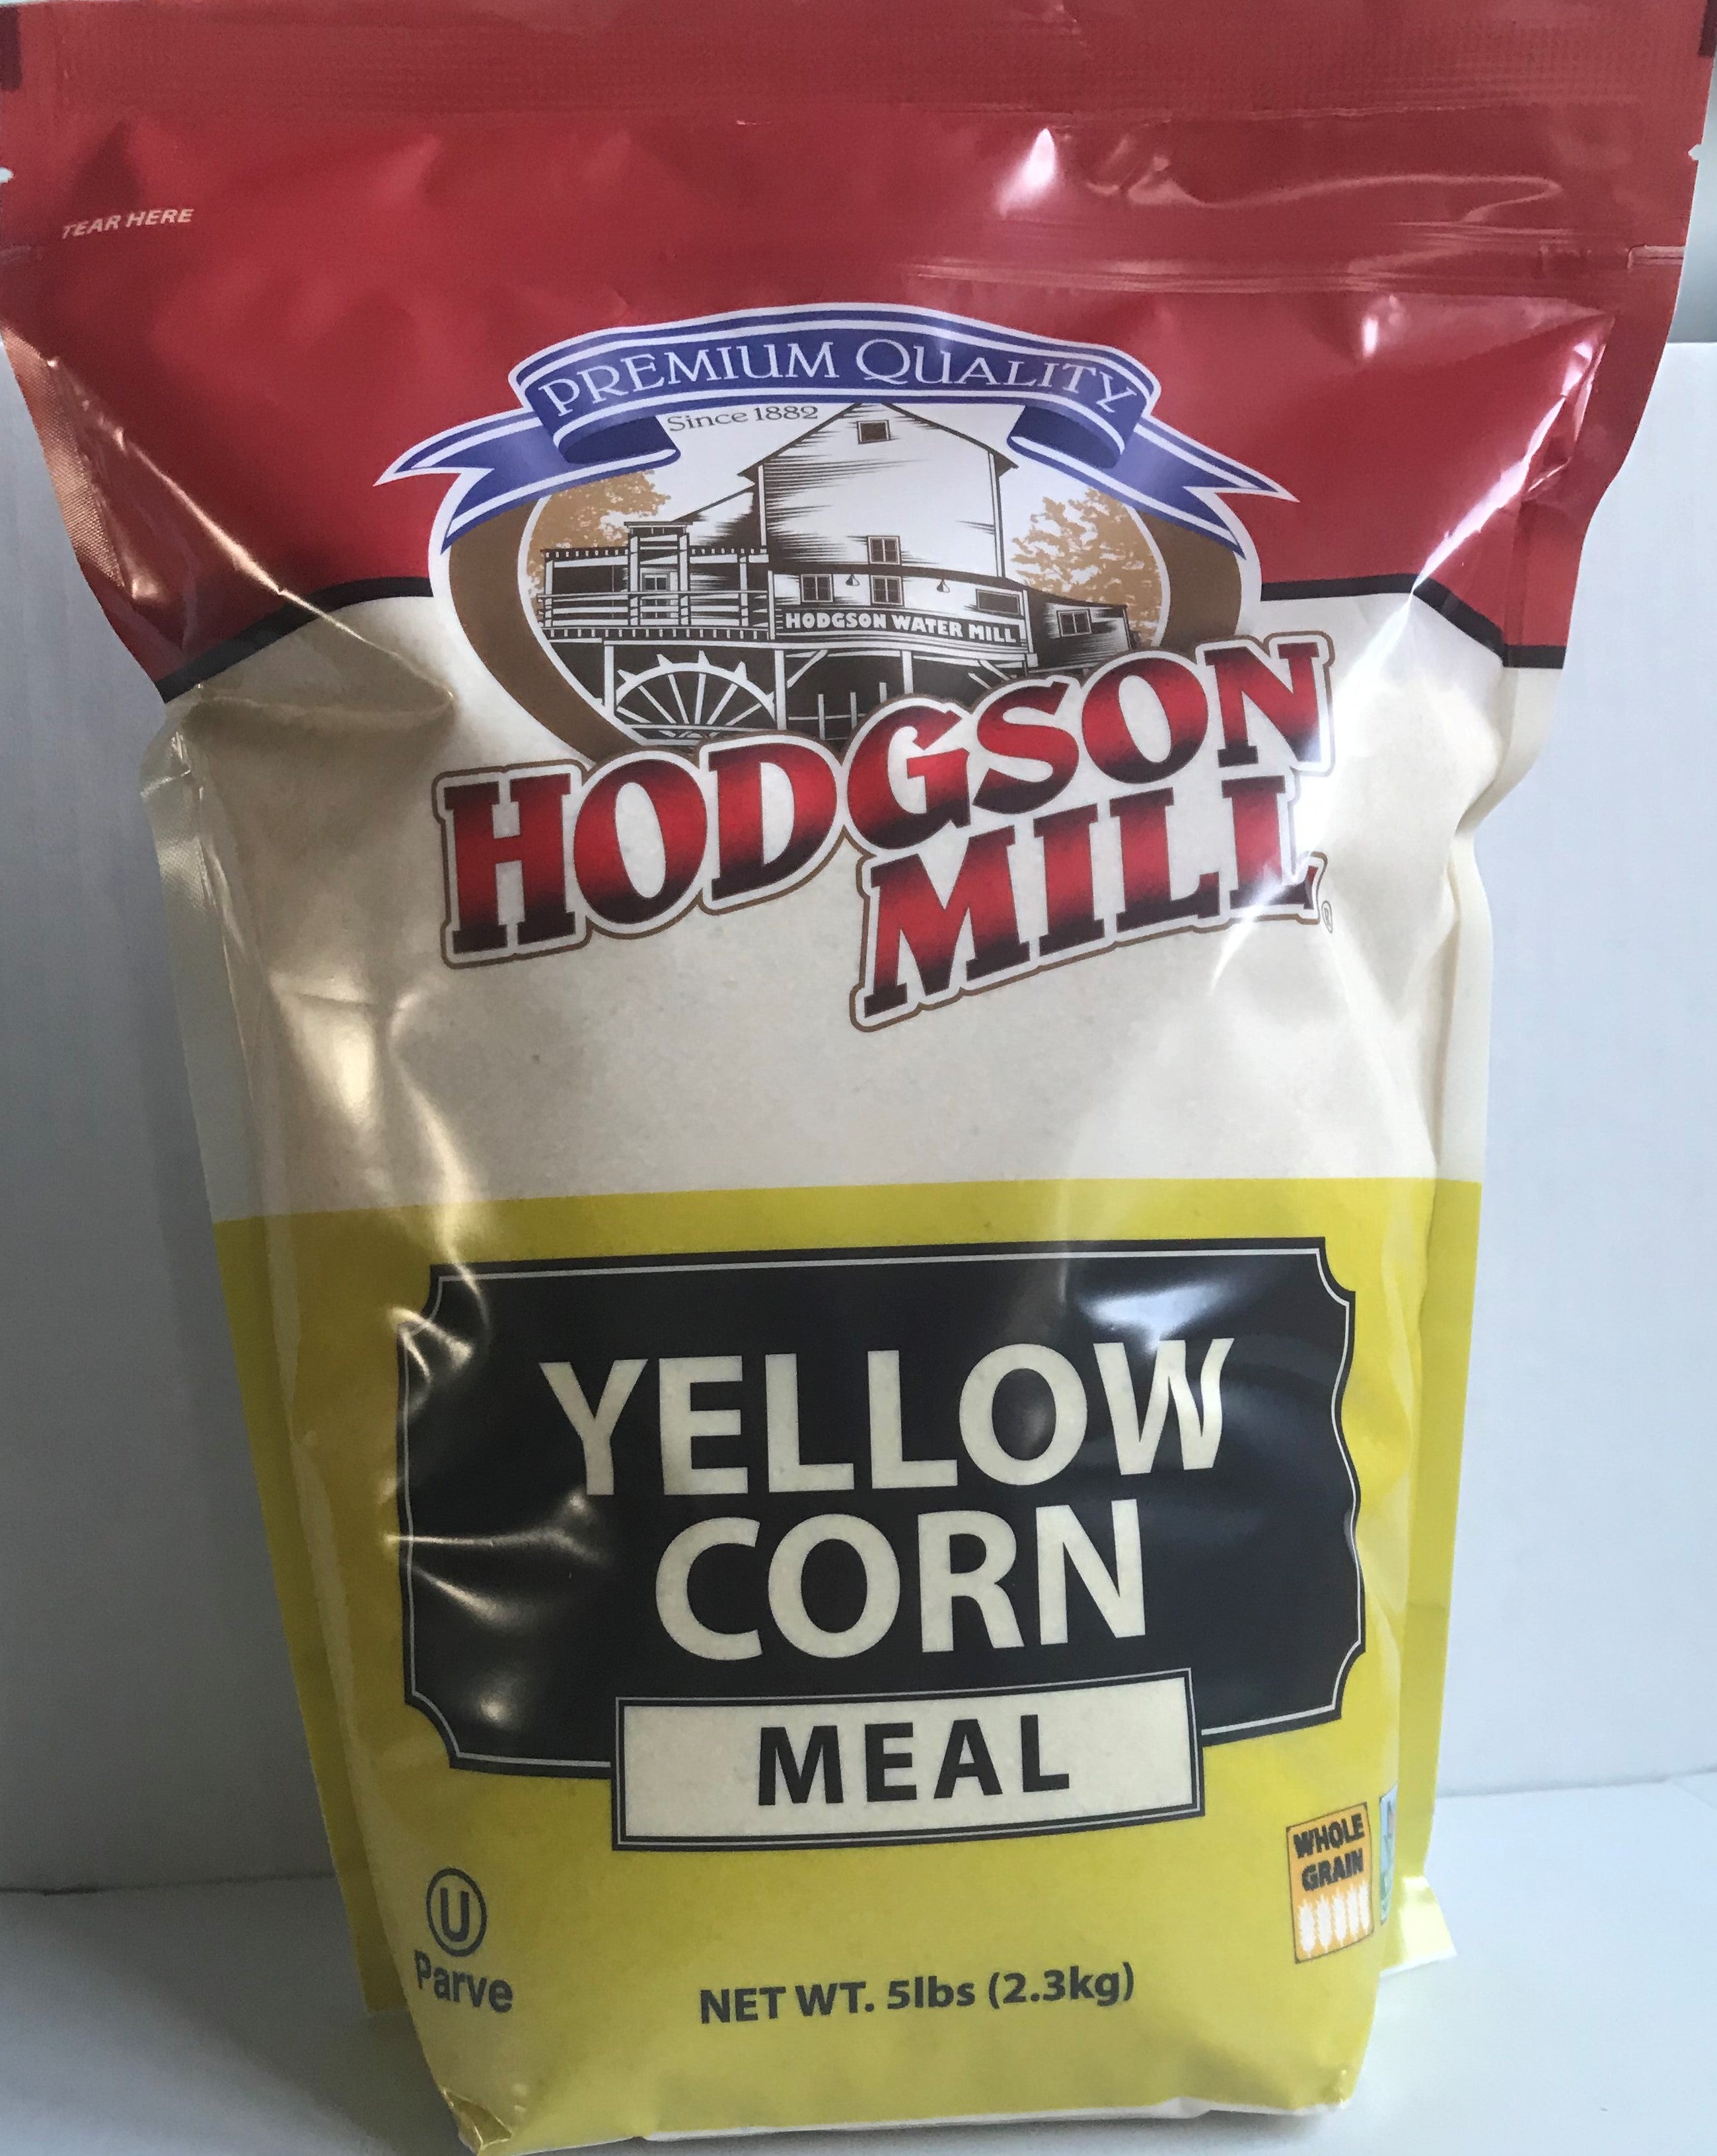 TEAR HERE
PREMIUM QUALITY
Since 1882
HODGSON WATER MILL
HODGSON
MILL®
YELLOW
CORN
MEAL
WHOLE
GRAIN
U
Parve
NET WT. 5lbs (2.3kg)